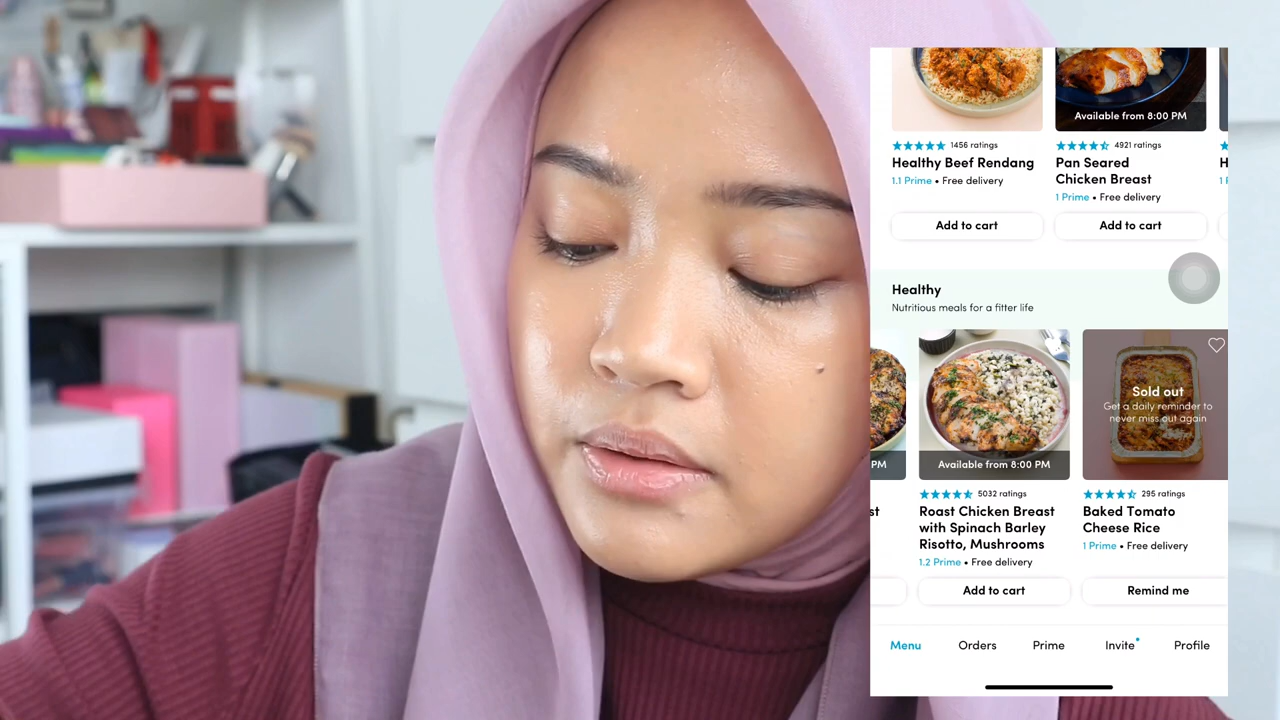 Available from 8:00 PM
1456 ratings
4921 ratings
H
Healthy Beef Rendang
Pan Seared
Chicken Breast
1.1 Prime • Free delivery
1 Prime • Free delivery
Add to cart
Add to cart
Healthy
Nutritious meals for a fitter life
Sold out
Get a daily reminder to
never miss out again
PM
Available from 8:00 PM
5032 ratings
295 ratings
st
Roast Chicken Breast
with Spinach Barley
Risotto, Mushrooms
Baked Tomato
Cheese Rice
1.2 Prime • Free delivery
1 Prime • Free delivery
Add to cart
Remind me
Menu
Orders
Prime
Invite
Profile